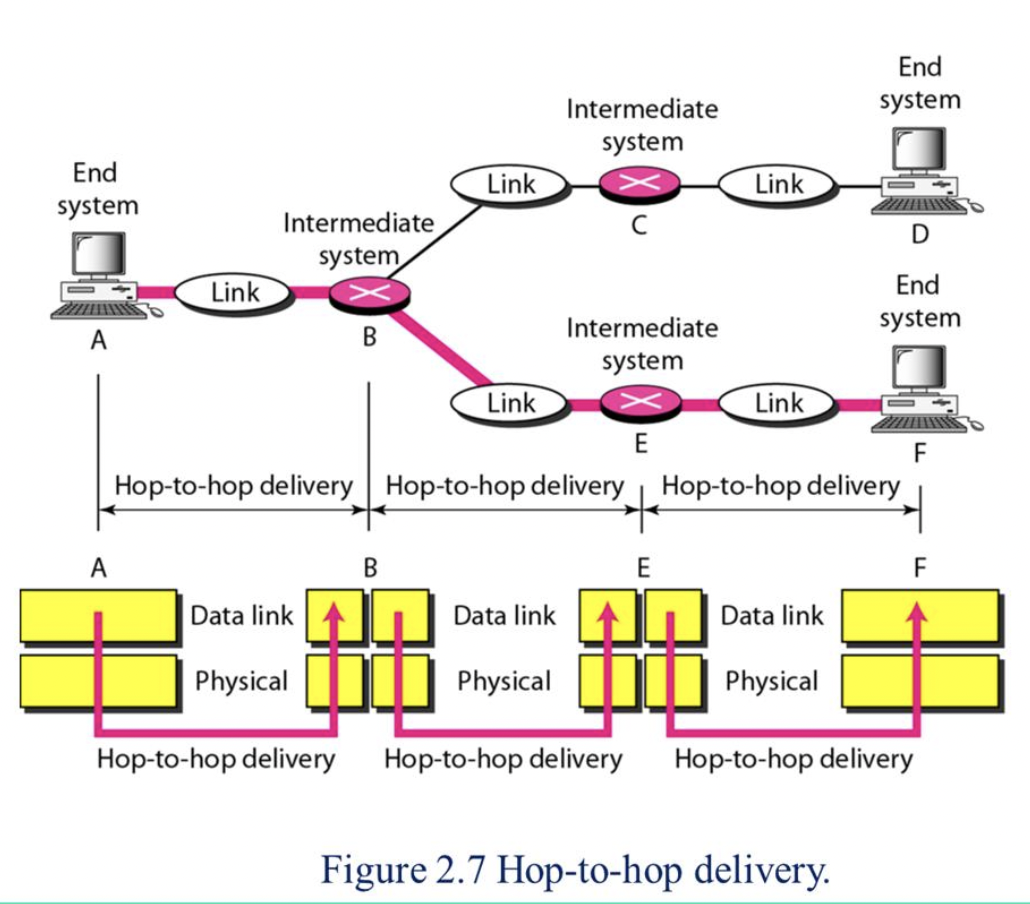 End
system
Intermediate
system
Link
C
Link
D
End
system
A
Link
Intermediate
system
B
End
system
Intermediate
system
Link
E
Link
F
Hop-to-hop delivery
Hop-to-hop delivery
Hop-to-hop delivery
A
B
E
F
Data link
Data link
Data link
Physical
Physical
Physical
Hop-to-hop delivery
Hop-to-hop delivery
Hop-to-hop delivery
Figure 2.7 Hop-to-hop delivery.